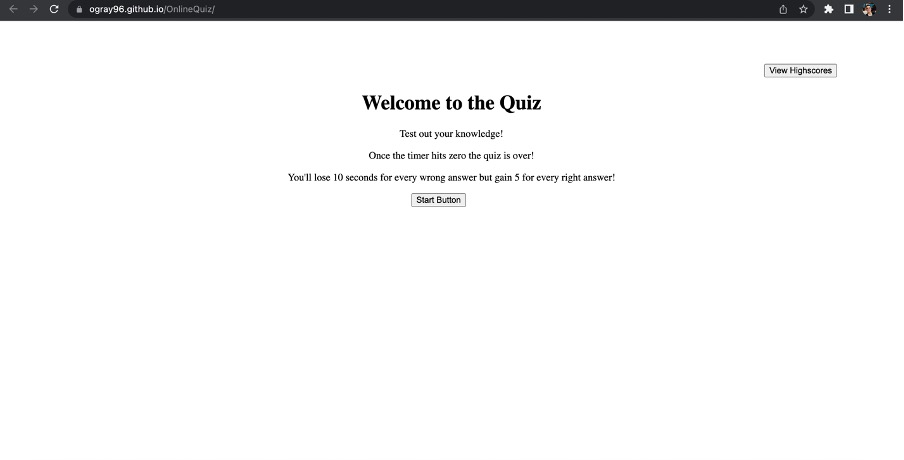 ogray96.github.io/OnlineQuiz/
View Highscores
Welcome to the Quiz
Test out your knowledge!
Once the timer hits zero the quiz is over!
You'll lose 10 seconds for every wrong answer but gain 5 for every right answer!
Start Button